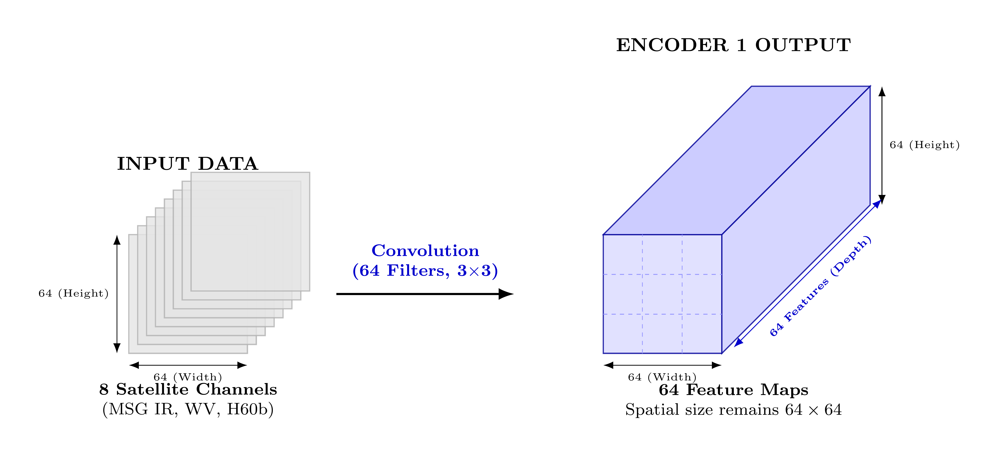 ENCODER 1 OUTPUT
INPUT DATA
64 (Height)
64 (Width)
8 Satellite Channels
(MSG IR, WV, H60b)
Convolution
(64 Filters, 3×3)
64 (Height)
64 Features (Depth)
64 (Width)
64 Feature Maps
Spatial size remains 64 × 64